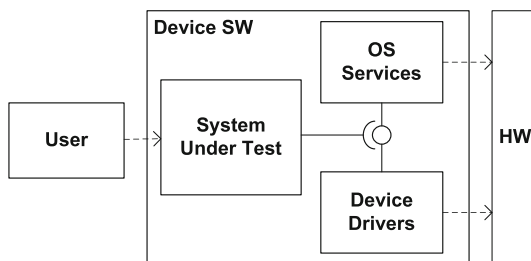 Device SW
OS
Services
User
System
Under Test
HW
Device
Drivers